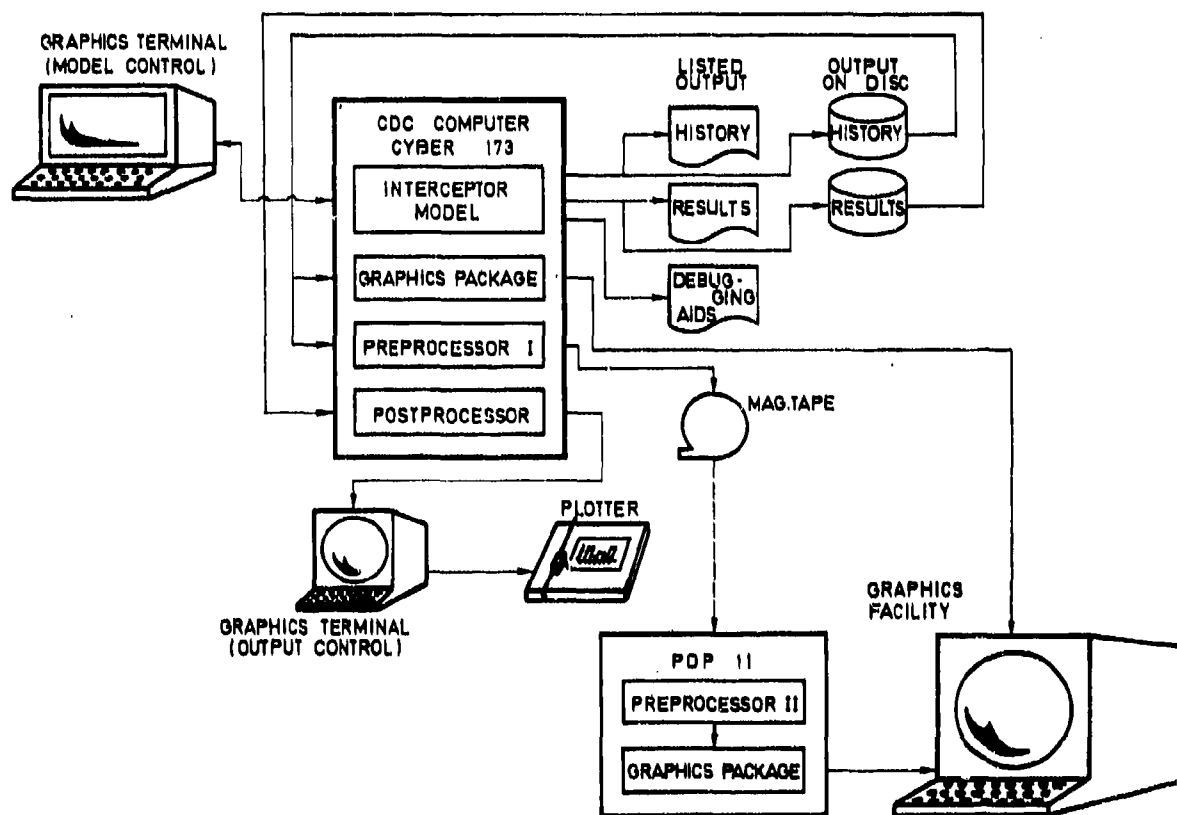 GRAPHICS TERMINAL
(MODEL CONTROL)
LISTED
OUTPUT
OUTPUT
ON DISC
CDC COMPUTER
CYBER 173
INTERCEPTOR
MODEL
GRAPHICS PACKAGE
PREPROCESSOR I
POSTPROCESSOR
HISTORY
HISTORY
RESULTS
RESULTS
DEBUG-
GING
AIDS
MAG.TAPE
PLOTTER
GRAPHICS TERMINAL
(OUTPUT CONTROL)
GRAPHICS
FACILITY
PDP 11
PREPROCESSOR II
GRAPHICS PACKAGE